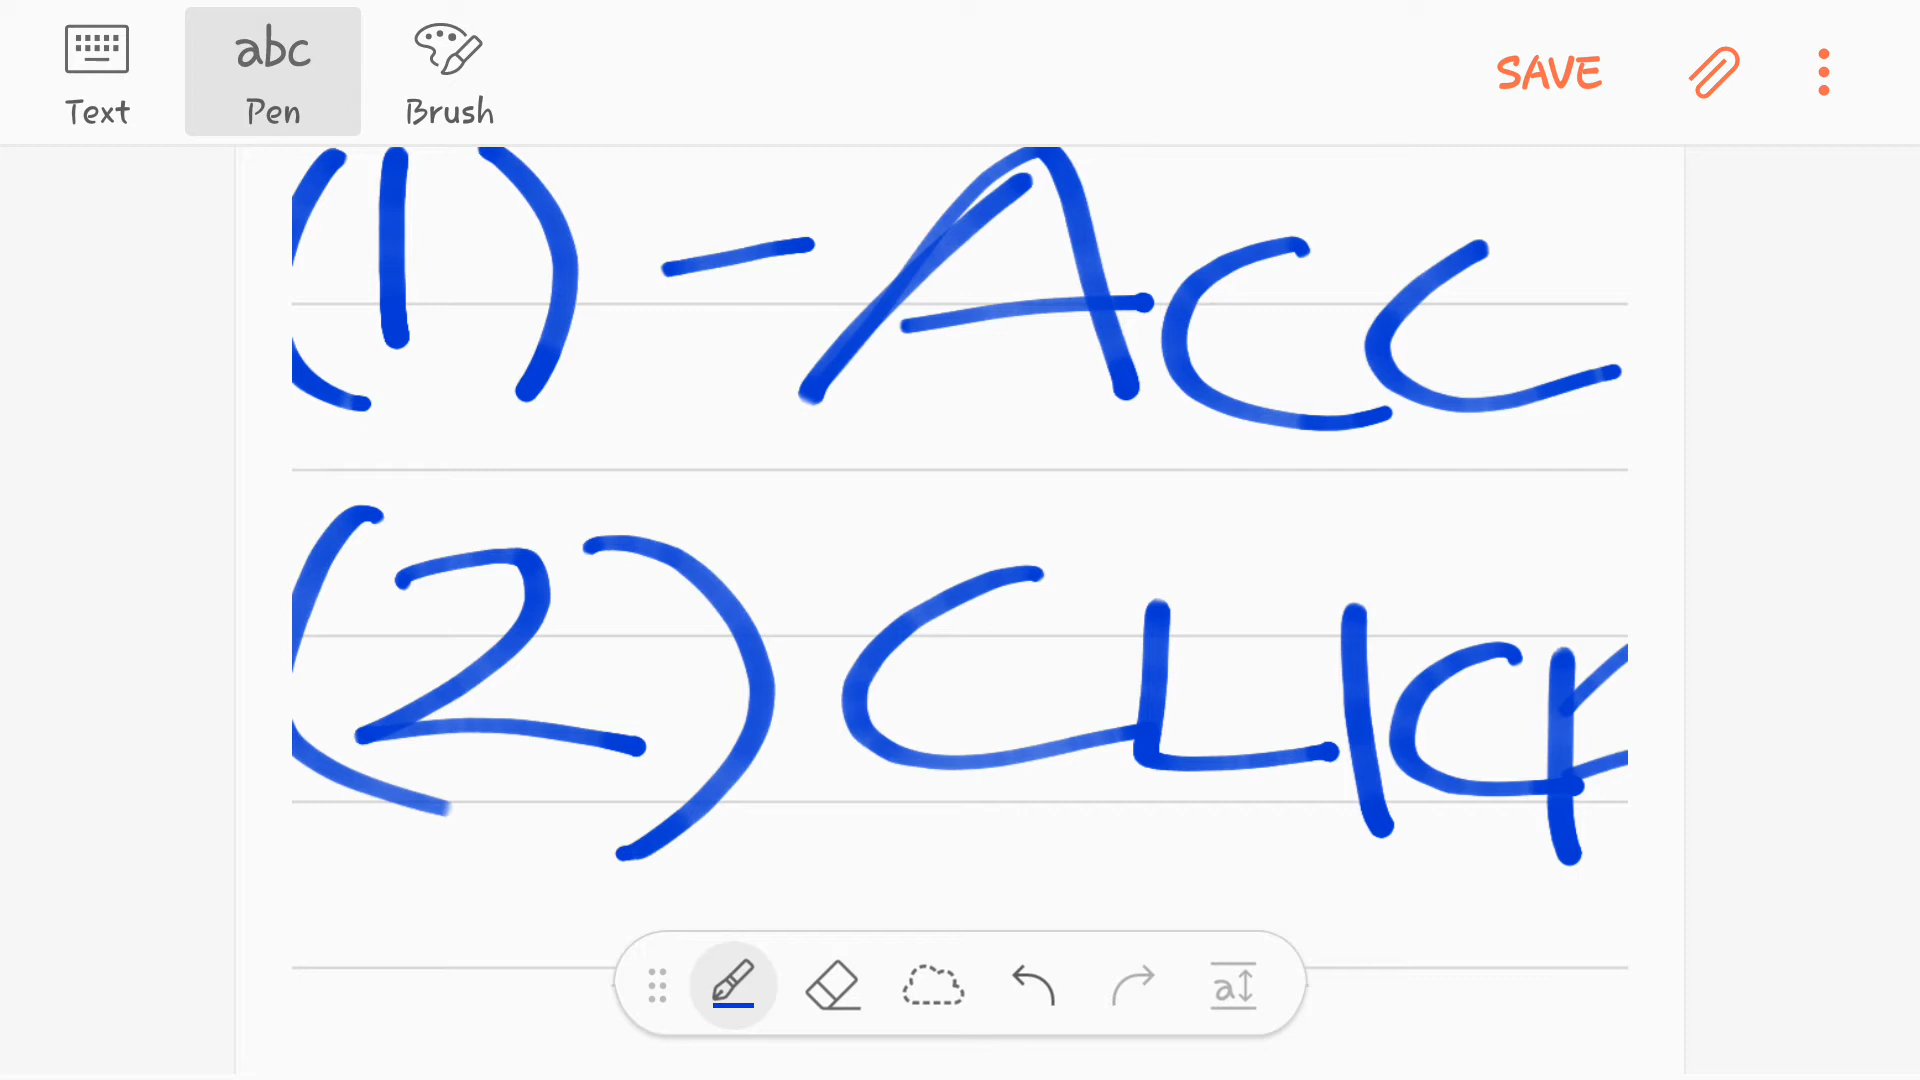 abc
SAVE
Text Pen Brush
(1) - Acc
(2) CLICK
a